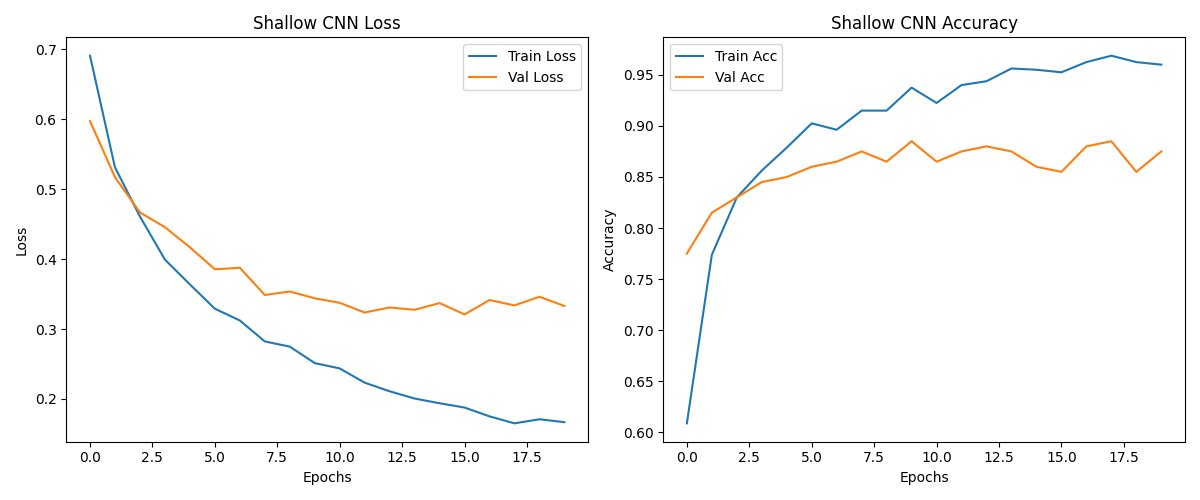 Shallow CNN Loss
Train Loss
Val Loss
0.7
0.6
0.5
0.4
0.3
0.2
Loss
0.0 2.5 5.0 7.5 10.0 12.5 15.0 17.5
Epochs
Shallow CNN Accuracy
Train Acc
Val Acc
0.95
0.90
0.85
0.80
0.75
0.70
0.65
0.60
Accuracy
0.0 2.5 5.0 7.5 10.0 12.5 15.0 17.5
Epochs